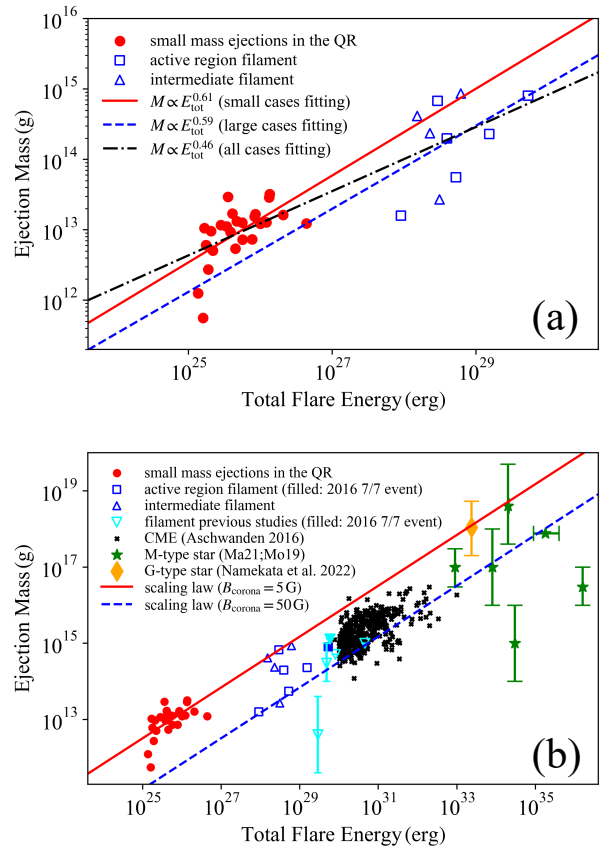 10^16
10^15
10^14
10^13
10^12
Ejection Mass (g)
small mass ejections in the QR
active region filament
intermediate filament
M ∝ E_tot^0.61 (small cases fitting)
M ∝ E_tot^0.59 (large cases fitting)
M ∝ E_tot^0.46 (all cases fitting)
(a)
10^25 10^27 10^29
Total Flare Energy (erg)
10^19
10^17
10^15
10^13
Ejection Mass (g)
small mass ejections in the QR
active region filament (filled: 2016 7/7 event)
intermediate filament
filament previous studies (filled: 2016 7/7 event)
CME (Aschwanden 2016)
M-type star (Ma21;Mo19)
G-type star (Namekata et al. 2022)
scaling law (B_corona = 5 G)
scaling law (B_corona = 50 G)
(b)
10^25 10^27 10^29 10^31 10^33 10^35
Total Flare Energy (erg)